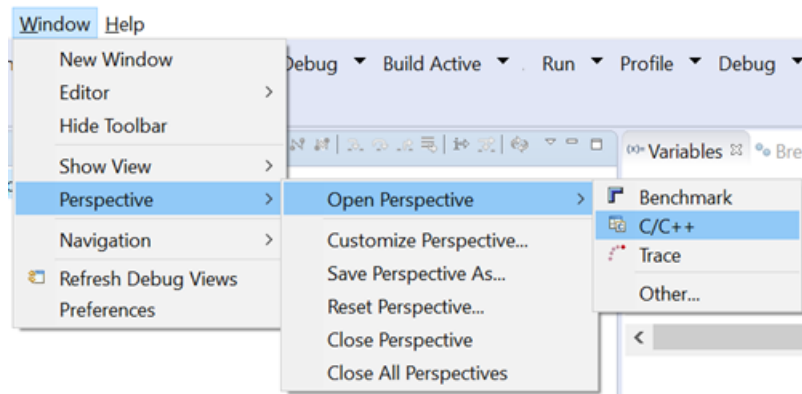 Window Help
New Window
Editor
Hide Toolbar
Show View
Perspective
Navigation
Refresh Debug Views
Preferences
Debug Build Active Run Profile Debug
Variables Bre
Open Perspective
Customize Perspective...
Save Perspective As...
Reset Perspective...
Close Perspective
Close All Perspectives
Benchmark
C/C++
Trace
Other...